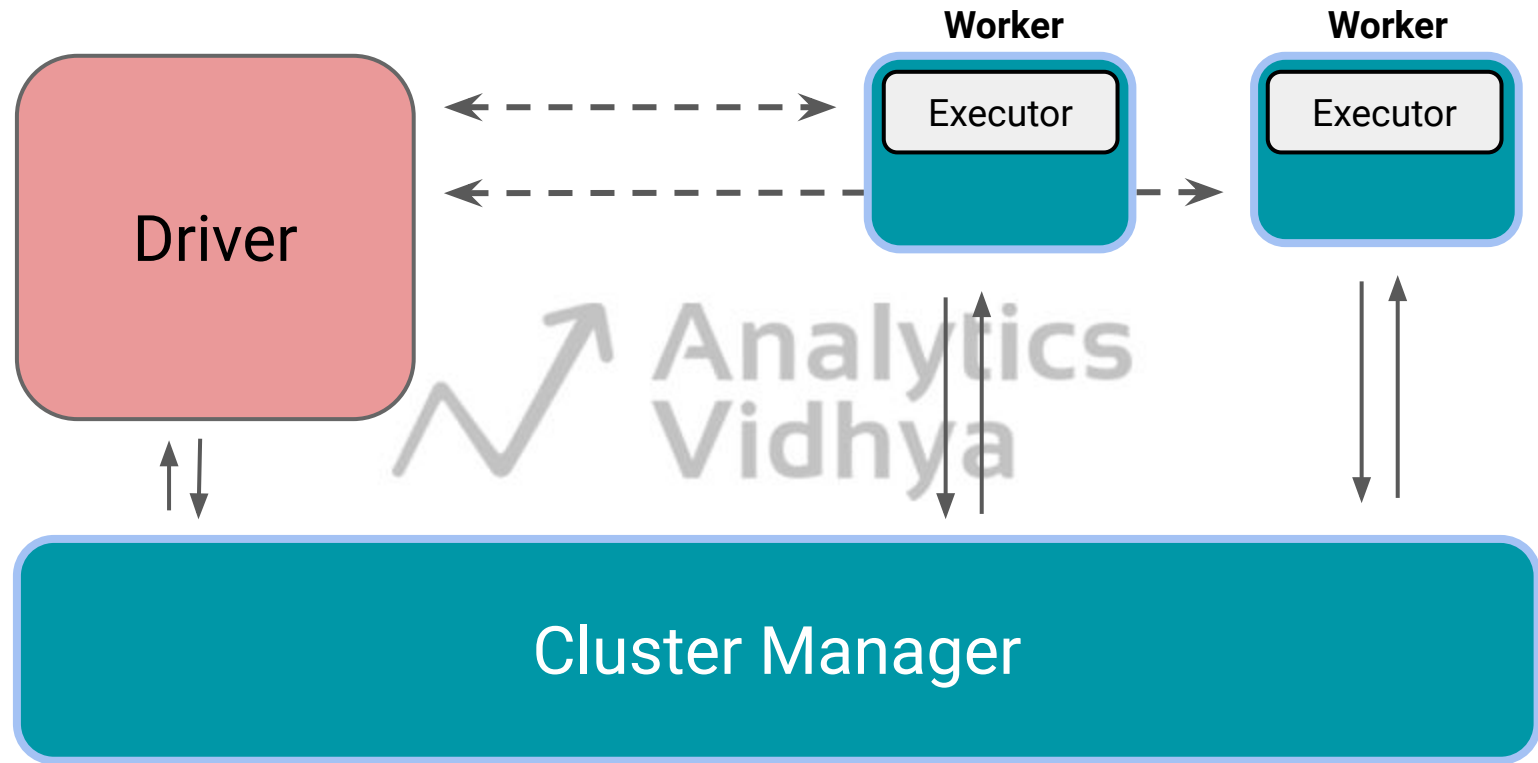 Worker
Worker
Executor
Executor
Driver
Analytics
Vidhya
Cluster Manager